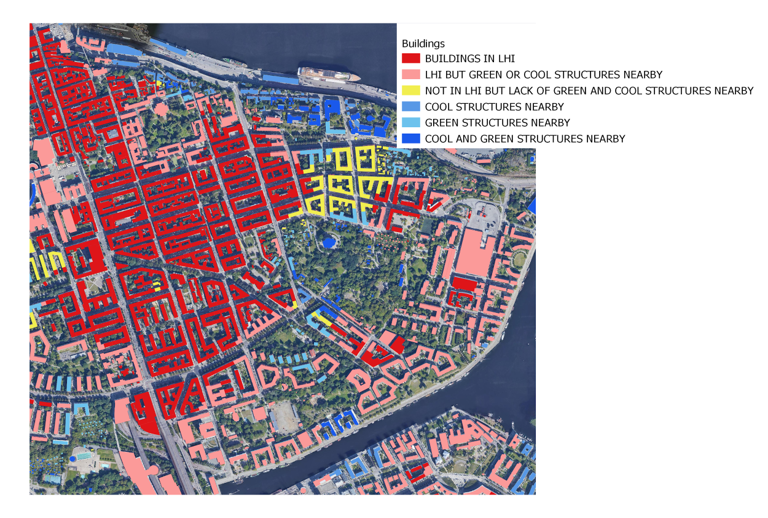 Buildings
BUILDINGS IN LHI
LHI BUT GREEN OR COOL STRUCTURES NEARBY
NOT IN LHI BUT LACK OF GREEN AND COOL STRUCTURES NEARBY
COOL STRUCTURES NEARBY
GREEN STRUCTURES NEARBY
COOL AND GREEN STRUCTURES NEARBY